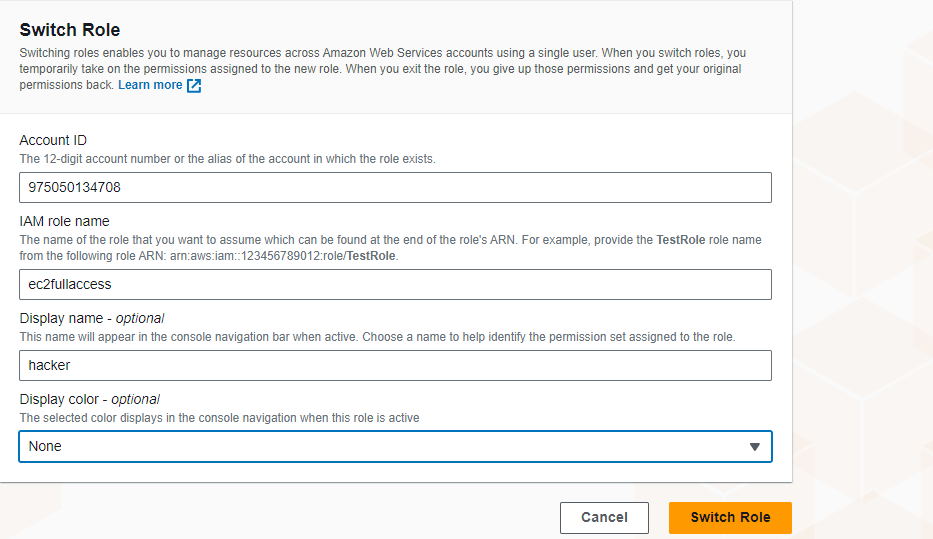 Switch Role
Switching roles enables you to manage resources across Amazon Web Services accounts using a single user. When you switch roles, you
temporarily take on the permissions assigned to the new role. When you exit the role, you give up those permissions and get your original
permissions back. Learn more
Account ID
The 12-digit account number or the alias of the account in which the role exists.
975050134708
IAM role name
The name of the role that you want to assume which can be found at the end of the role's ARN. For example, provide the TestRole role name
from the following role ARN: arn:aws:iam::123456789012:role/TestRole.
ec2fullaccess
Display name - optional
This name will appear in the console navigation bar when active. Choose a name to help identify the permission set assigned to the role.
hacker
Display color - optional
The selected color displays in the console navigation when this role is active
None
Cancel
Switch Role